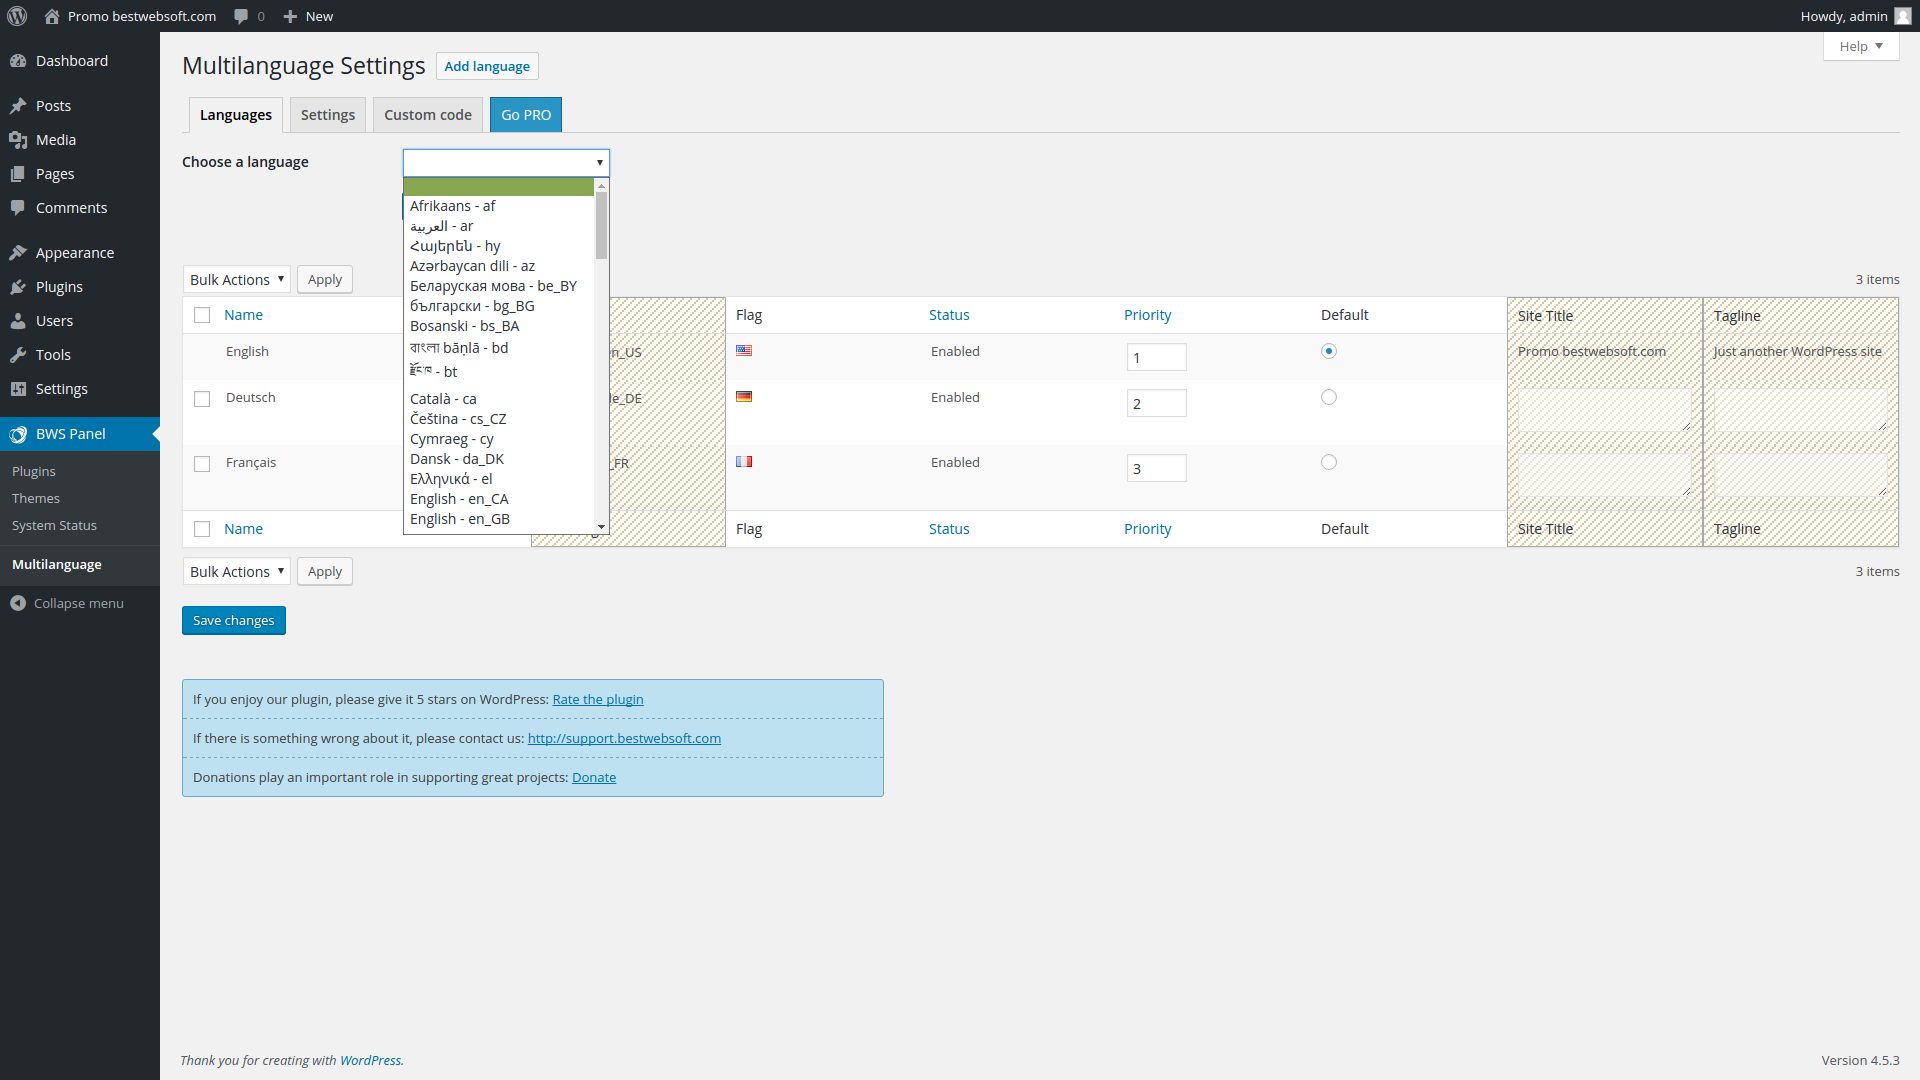 Promo bestwebsoft.com 0 New Howdy, admin
Help
Dashboard
Posts
Media
Pages
Comments
Appearance
Plugins
Users
Tools
Settings
BWS Panel
Plugins
Themes
System Status
Multilanguage
Collapse menu
Multilanguage Settings Add language
Languages Settings Custom code Go PRO
Choose a language
Afrikaans - af
العربية - ar
Հայերեն - hy
Azərbaycan dili - az
Беларуская мова - be_BY
български - bg_BG
Bosanski - bs_BA
বাংলা bāņlā - bd
རྫོང་ཁ - bt
Català - ca
Čeština - cs_CZ
Cymraeg - cy
Dansk - da_DK
Ελληνικά - el
English - en_CA
English - en_GB
Bulk Actions Apply 3 items
Name Flag Status Priority Default Site Title Tagline
English n_US Enabled 1 Promo bestwebsoft.com Just another WordPress site
Deutsch e_DE Enabled 2
Français _FR Enabled 3
Name Flag Status Priority Default Site Title Tagline
Bulk Actions Apply 3 items
Save changes
If you enjoy our plugin, please give it 5 stars on WordPress: Rate the plugin
If there is something wrong about it, please contact us: http://support.bestwebsoft.com
Donations play an important role in supporting great projects: Donate
Thank you for creating with WordPress. Version 4.5.3